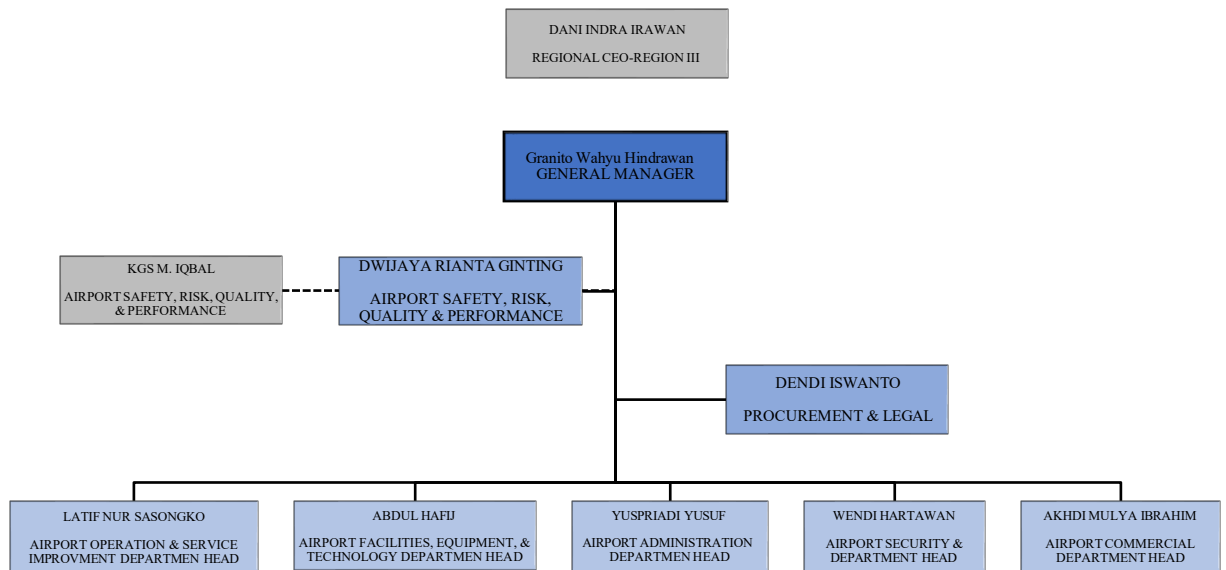 DANI INDRA IRAWAN
REGIONAL CEO-REGION III
Granito Wahyu Hindrawan
GENERAL MANAGER
KGS M. IQBAL
AIRPORT SAFETY, RISK, QUALITY,
& PERFORMANCE
DWIJAYA RIANTA GINTING
AIRPORT SAFETY, RISK,
QUALITY & PERFORMANCE
DENDI ISWANTO
PROCUREMENT & LEGAL
LATIF NUR SASONGKO
AIRPORT OPERATION & SERVICE
IMPROVMENT DEPARTMEN HEAD
ABDUL HAFIJ
AIRPORT FACILITIES, EQUIPMENT, &
TECHNOLOGY DEPARTMEN HEAD
YUSPRIADI YUSUF
AIRPORT ADMINISTRATION
DEPARTMEN HEAD
WENDI HARTAWAN
AIRPORT SECURITY &
DEPARTMENT HEAD
AKHDI MULYA IBRAHIM
AIRPORT COMMERCIAL
DEPARTMENT HEAD